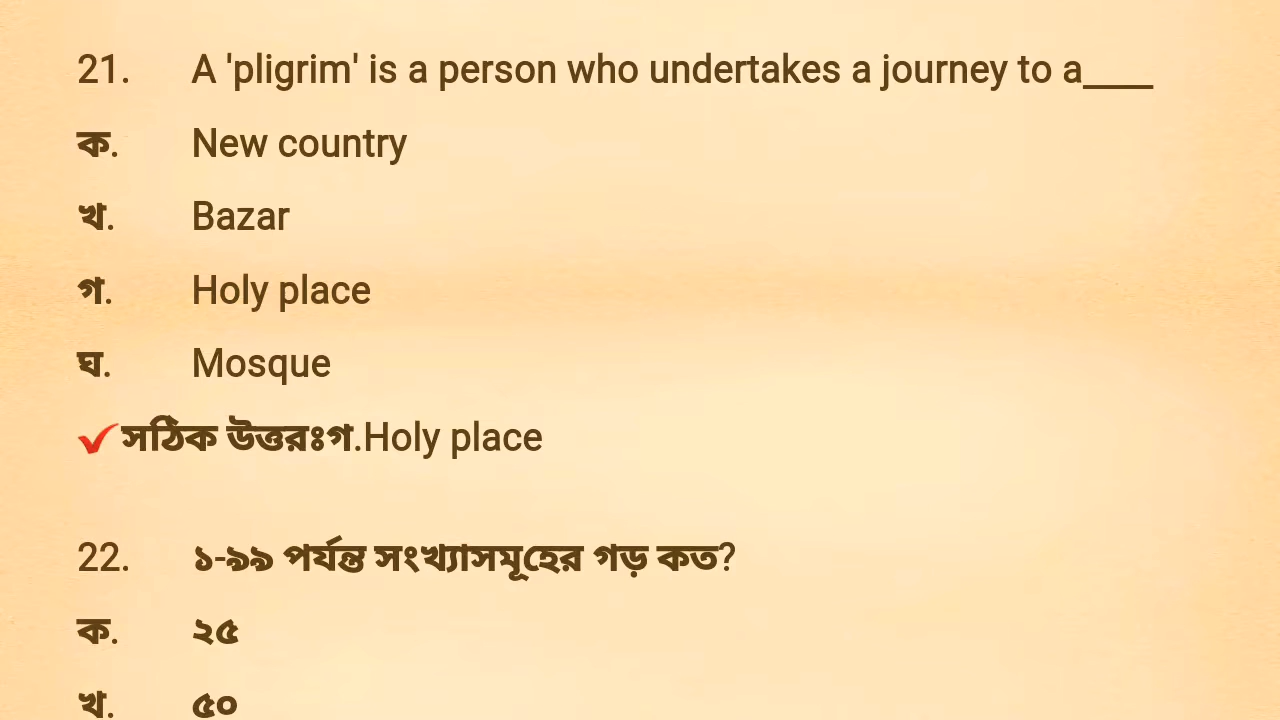 21. A 'pligrim' is a person who undertakes a journey to a____
ক. New country
খ. Bazar
গ. Holy place
ঘ. Mosque
✓সঠিক উত্তরঃগ.Holy place
22. ১-৯৯ পর্যন্ত সংখ্যাসমূহের গড় কত?
ক. ২৫
খ. ৫০